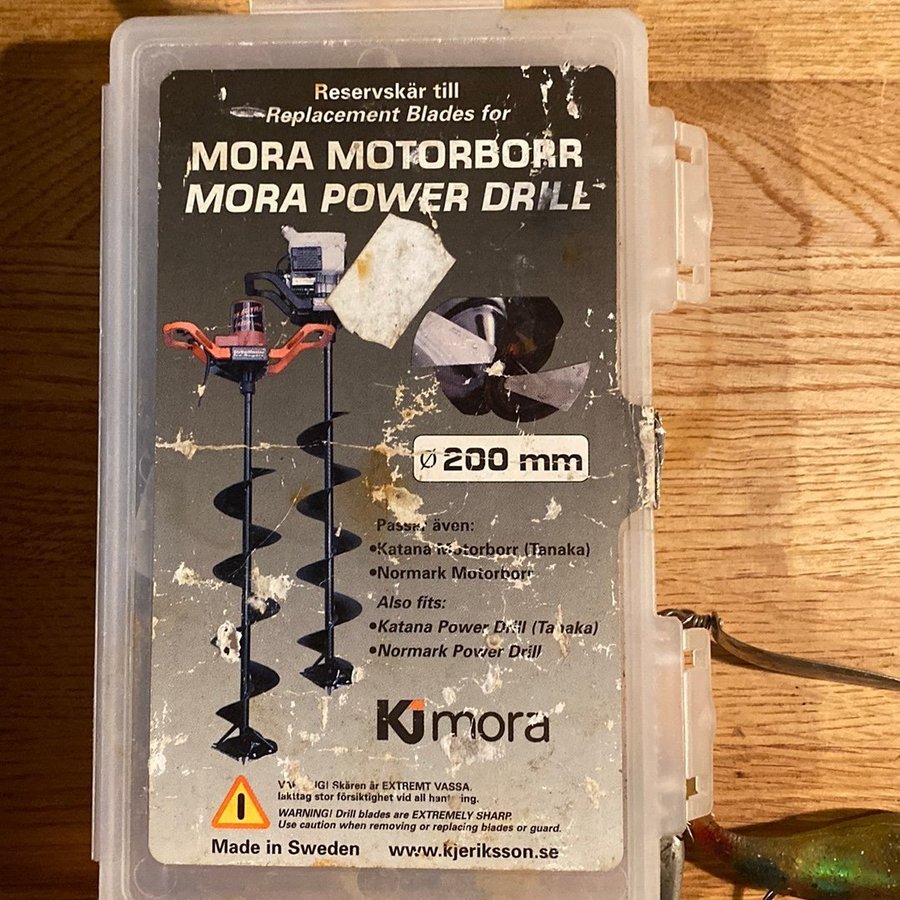 Reservskär till
Replacement Blades for
MORA MOTORBORR
MORA POWER DRILL
Ø 200 mm
Passar även:
•Katana Motorborr (Tanaka)
•Normark Motorborr
Also fits:
•Katana Power Drill (Tanaka)
•Normark Power Drill
KJ mora
Skären är EXTREMT VASSA.
Iakttag stor försiktighet vid all
WARNING! Drill blades are EXTREMELY SHARP.
Use caution when removing or replacing blades or guard.
Made in Sweden www.kjeriksson.se